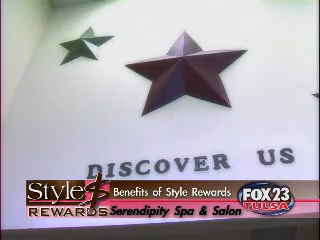 DISCOVER US
Style$
REWARDS
Benefits of Style Rewards
Serendipity Spa & Salon
FOX23
TULSA